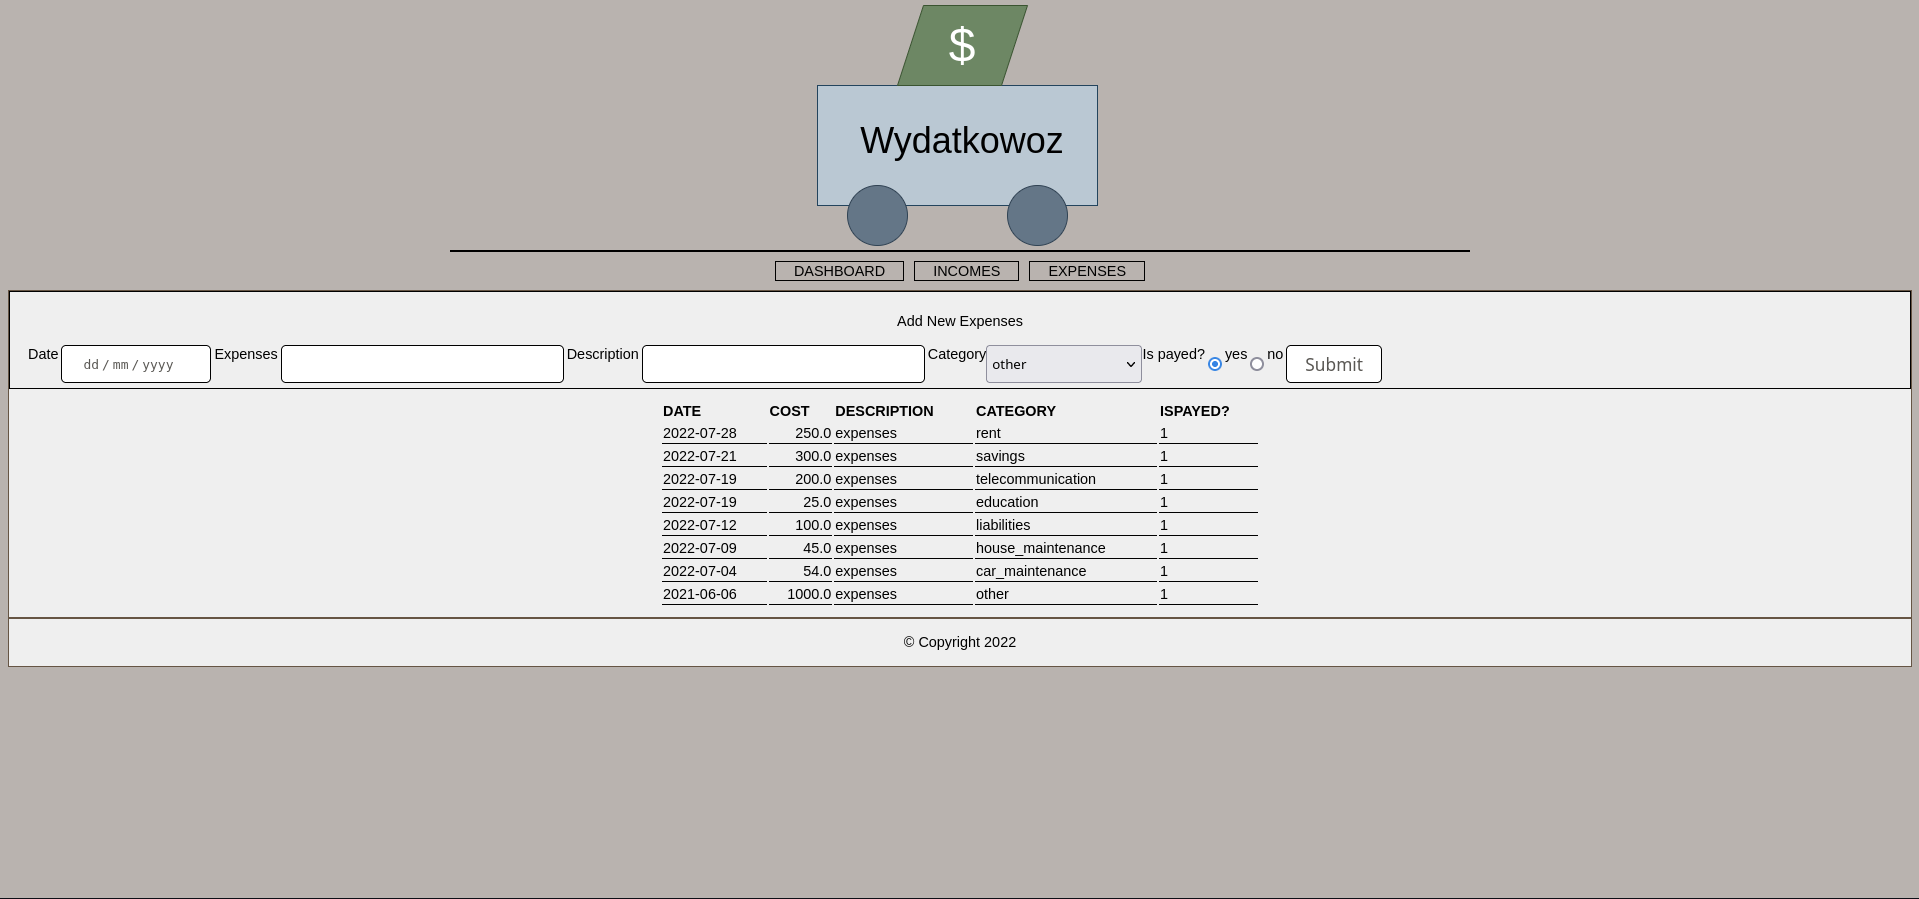 $
Wydatkowoz
DASHBOARD INCOMES EXPENSES
Add New Expenses
Date dd / mm / yyyy Expenses Description Category other Is payed? yes no Submit
DATE COST DESCRIPTION CATEGORY ISPAYED?
2022-07-28 250.0 expenses rent 1
2022-07-21 300.0 expenses savings 1
2022-07-19 200.0 expenses telecommunication 1
2022-07-19 25.0 expenses education 1
2022-07-12 100.0 expenses liabilities 1
2022-07-09 45.0 expenses house_maintenance 1
2022-07-04 54.0 expenses car_maintenance 1
2021-06-06 1000.0 expenses other 1
© Copyright 2022